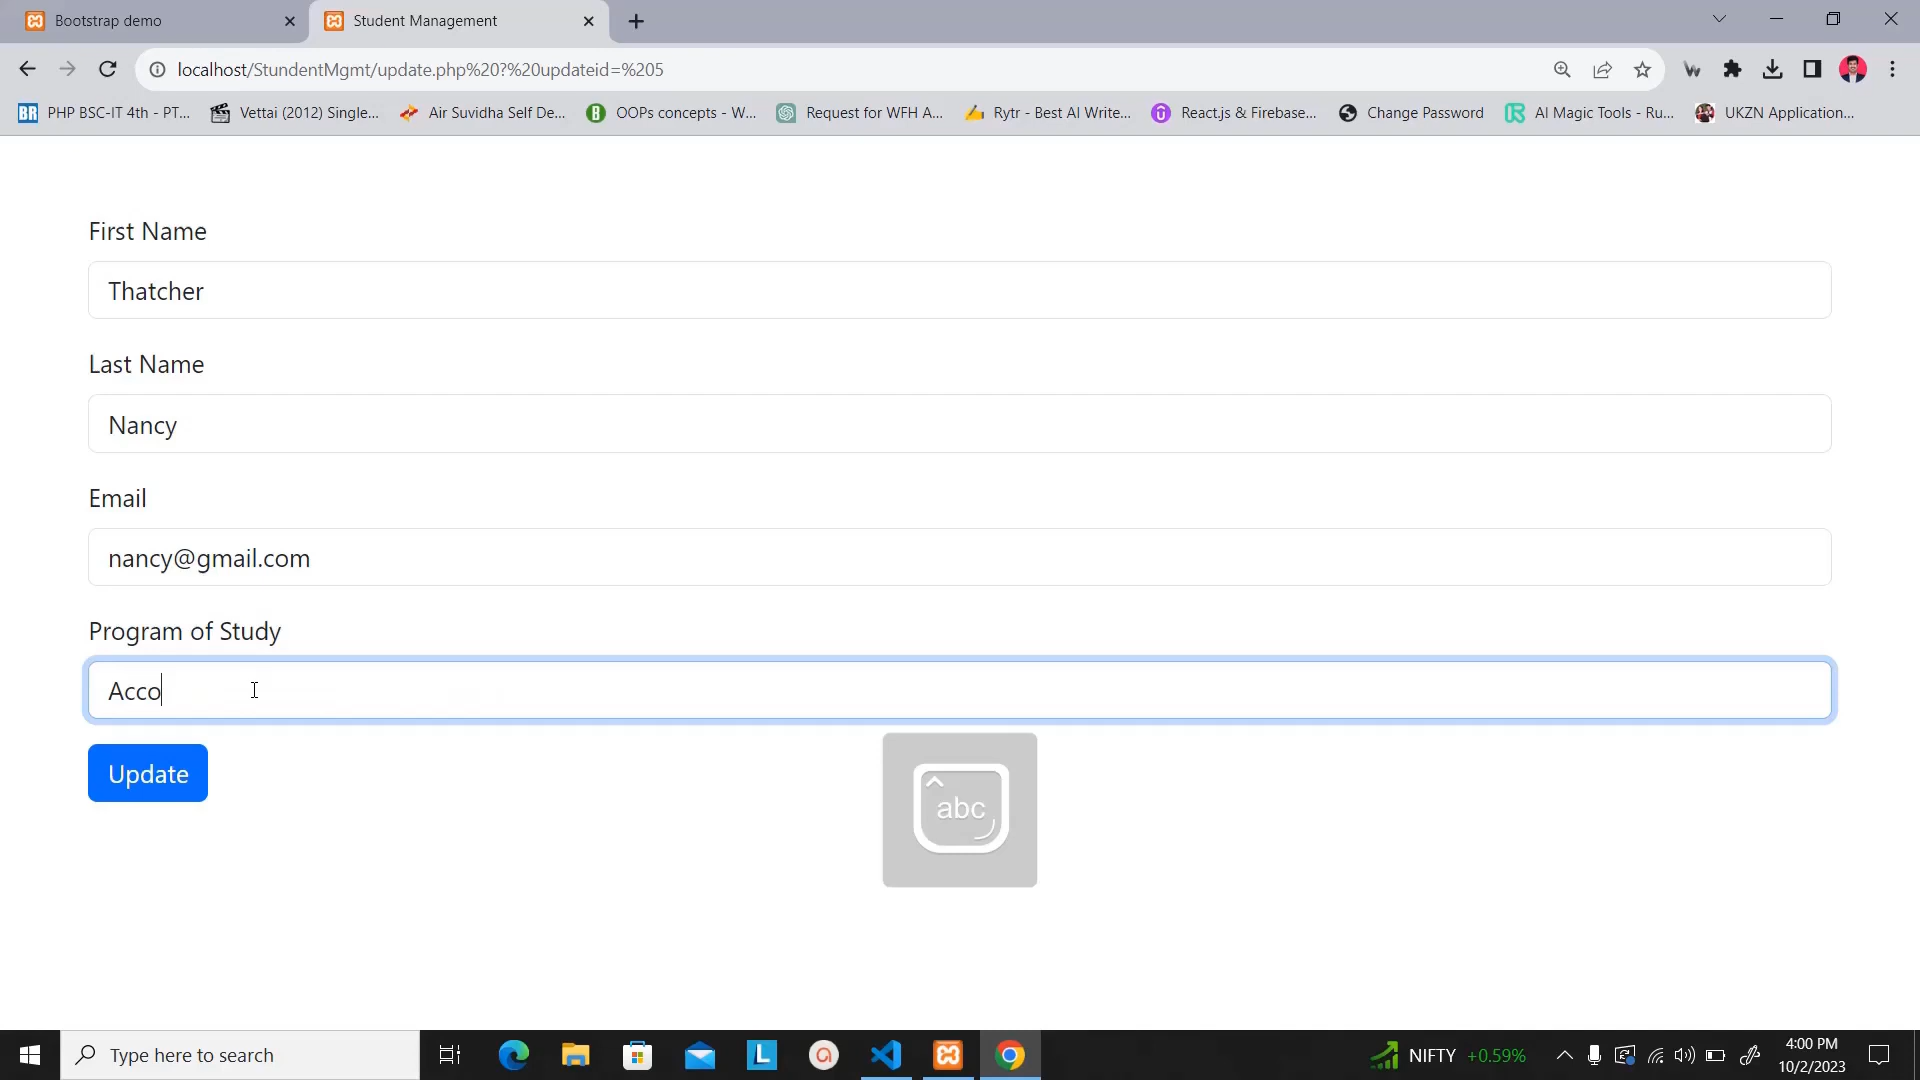 Bootstrap demo
Student Management
localhost/StundentMgmt/update.php%20?%20updateid=%205
BR PHP BSC-IT 4th - PT...
Vettai (2012) Single...
Air Suvidha Self De...
B OOPs concepts - W...
Request for WFH A...
Rytr - Best AI Write...
React.js & Firebase...
Change Password
AI Magic Tools - Ru...
UKZN Application...
First Name
Thatcher
Last Name
Nancy
Email
nancy@gmail.com
Program of Study
Acco
Update
abc
Type here to search
L
NIFTY +0.59%
4:00 PM
10/2/2023